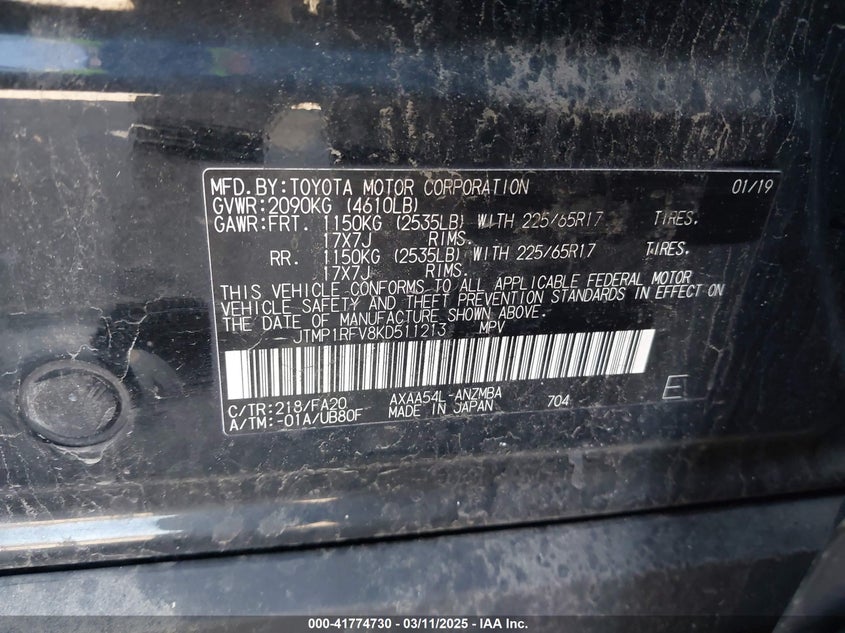 MFD.BY:TOYOTA MOTOR CORPORATION 01/19
GVWR:2090KG (4610LB)
GAWR:FRT. 1150KG (2535LB) WITH 225/65R17 TIRES.
17X7J RIMS.
RR. 1150KG (2535LB) WITH 225/65R17 TIRES.
17X7J RIMS.
THIS VEHICLE CONFORMS TO ALL APPLICABLE FEDERAL MOTOR
VEHICLE SAFETY AND THEFT PREVENTION STANDARDS IN EFFECT ON
THE DATE OF MANUFACTURE SHOWN ABOVE.
JTMP1RFV8KD511213 MPV
C/TR:218/FA20 AXAA54L-ANZMBA 704 E
A/TM:-01A/UB80F MADE IN JAPAN
000-41774730 - 03/11/2025 - IAA Inc.